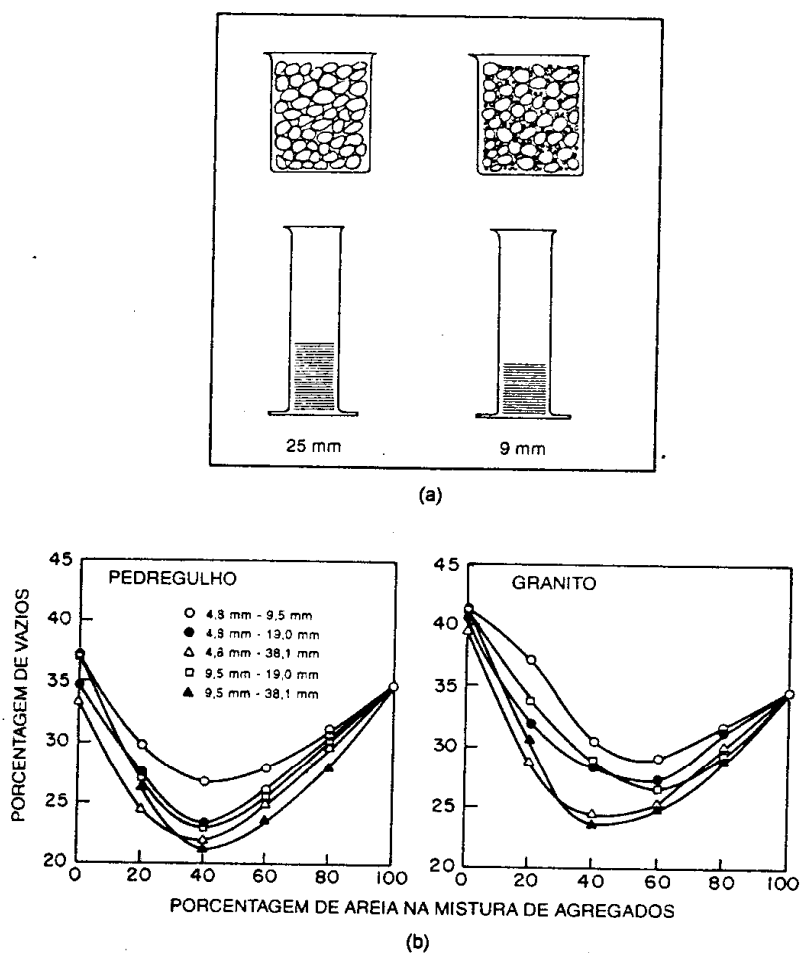 25 mm
9 mm
(a)
PORCENTAGEM DE VAZIOS
45
40
35
30
25
20
PEDREGULHO
4,8 mm - 9,5 mm
4,8 mm - 19,0 mm
4,8 mm - 38,1 mm
9,5 mm - 19,0 mm
9,5 mm - 38,1 mm
0 20 40 60 80 100
45
40
35
30
25
20
GRANITO
0 20 40 60 80 100
PORCENTAGEM DE AREIA NA MISTURA DE AGREGADOS
(b)